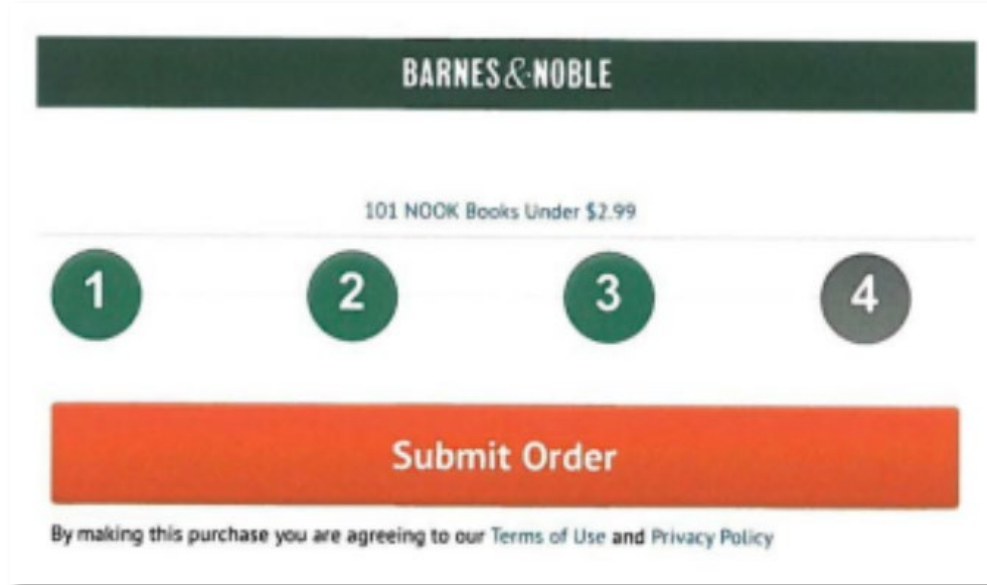 BARNES & NOBLE
101 NOOK Books Under $2.99
1 2 3 4
Submit Order
By making this purchase you are agreeing to our Terms of Use and Privacy Policy